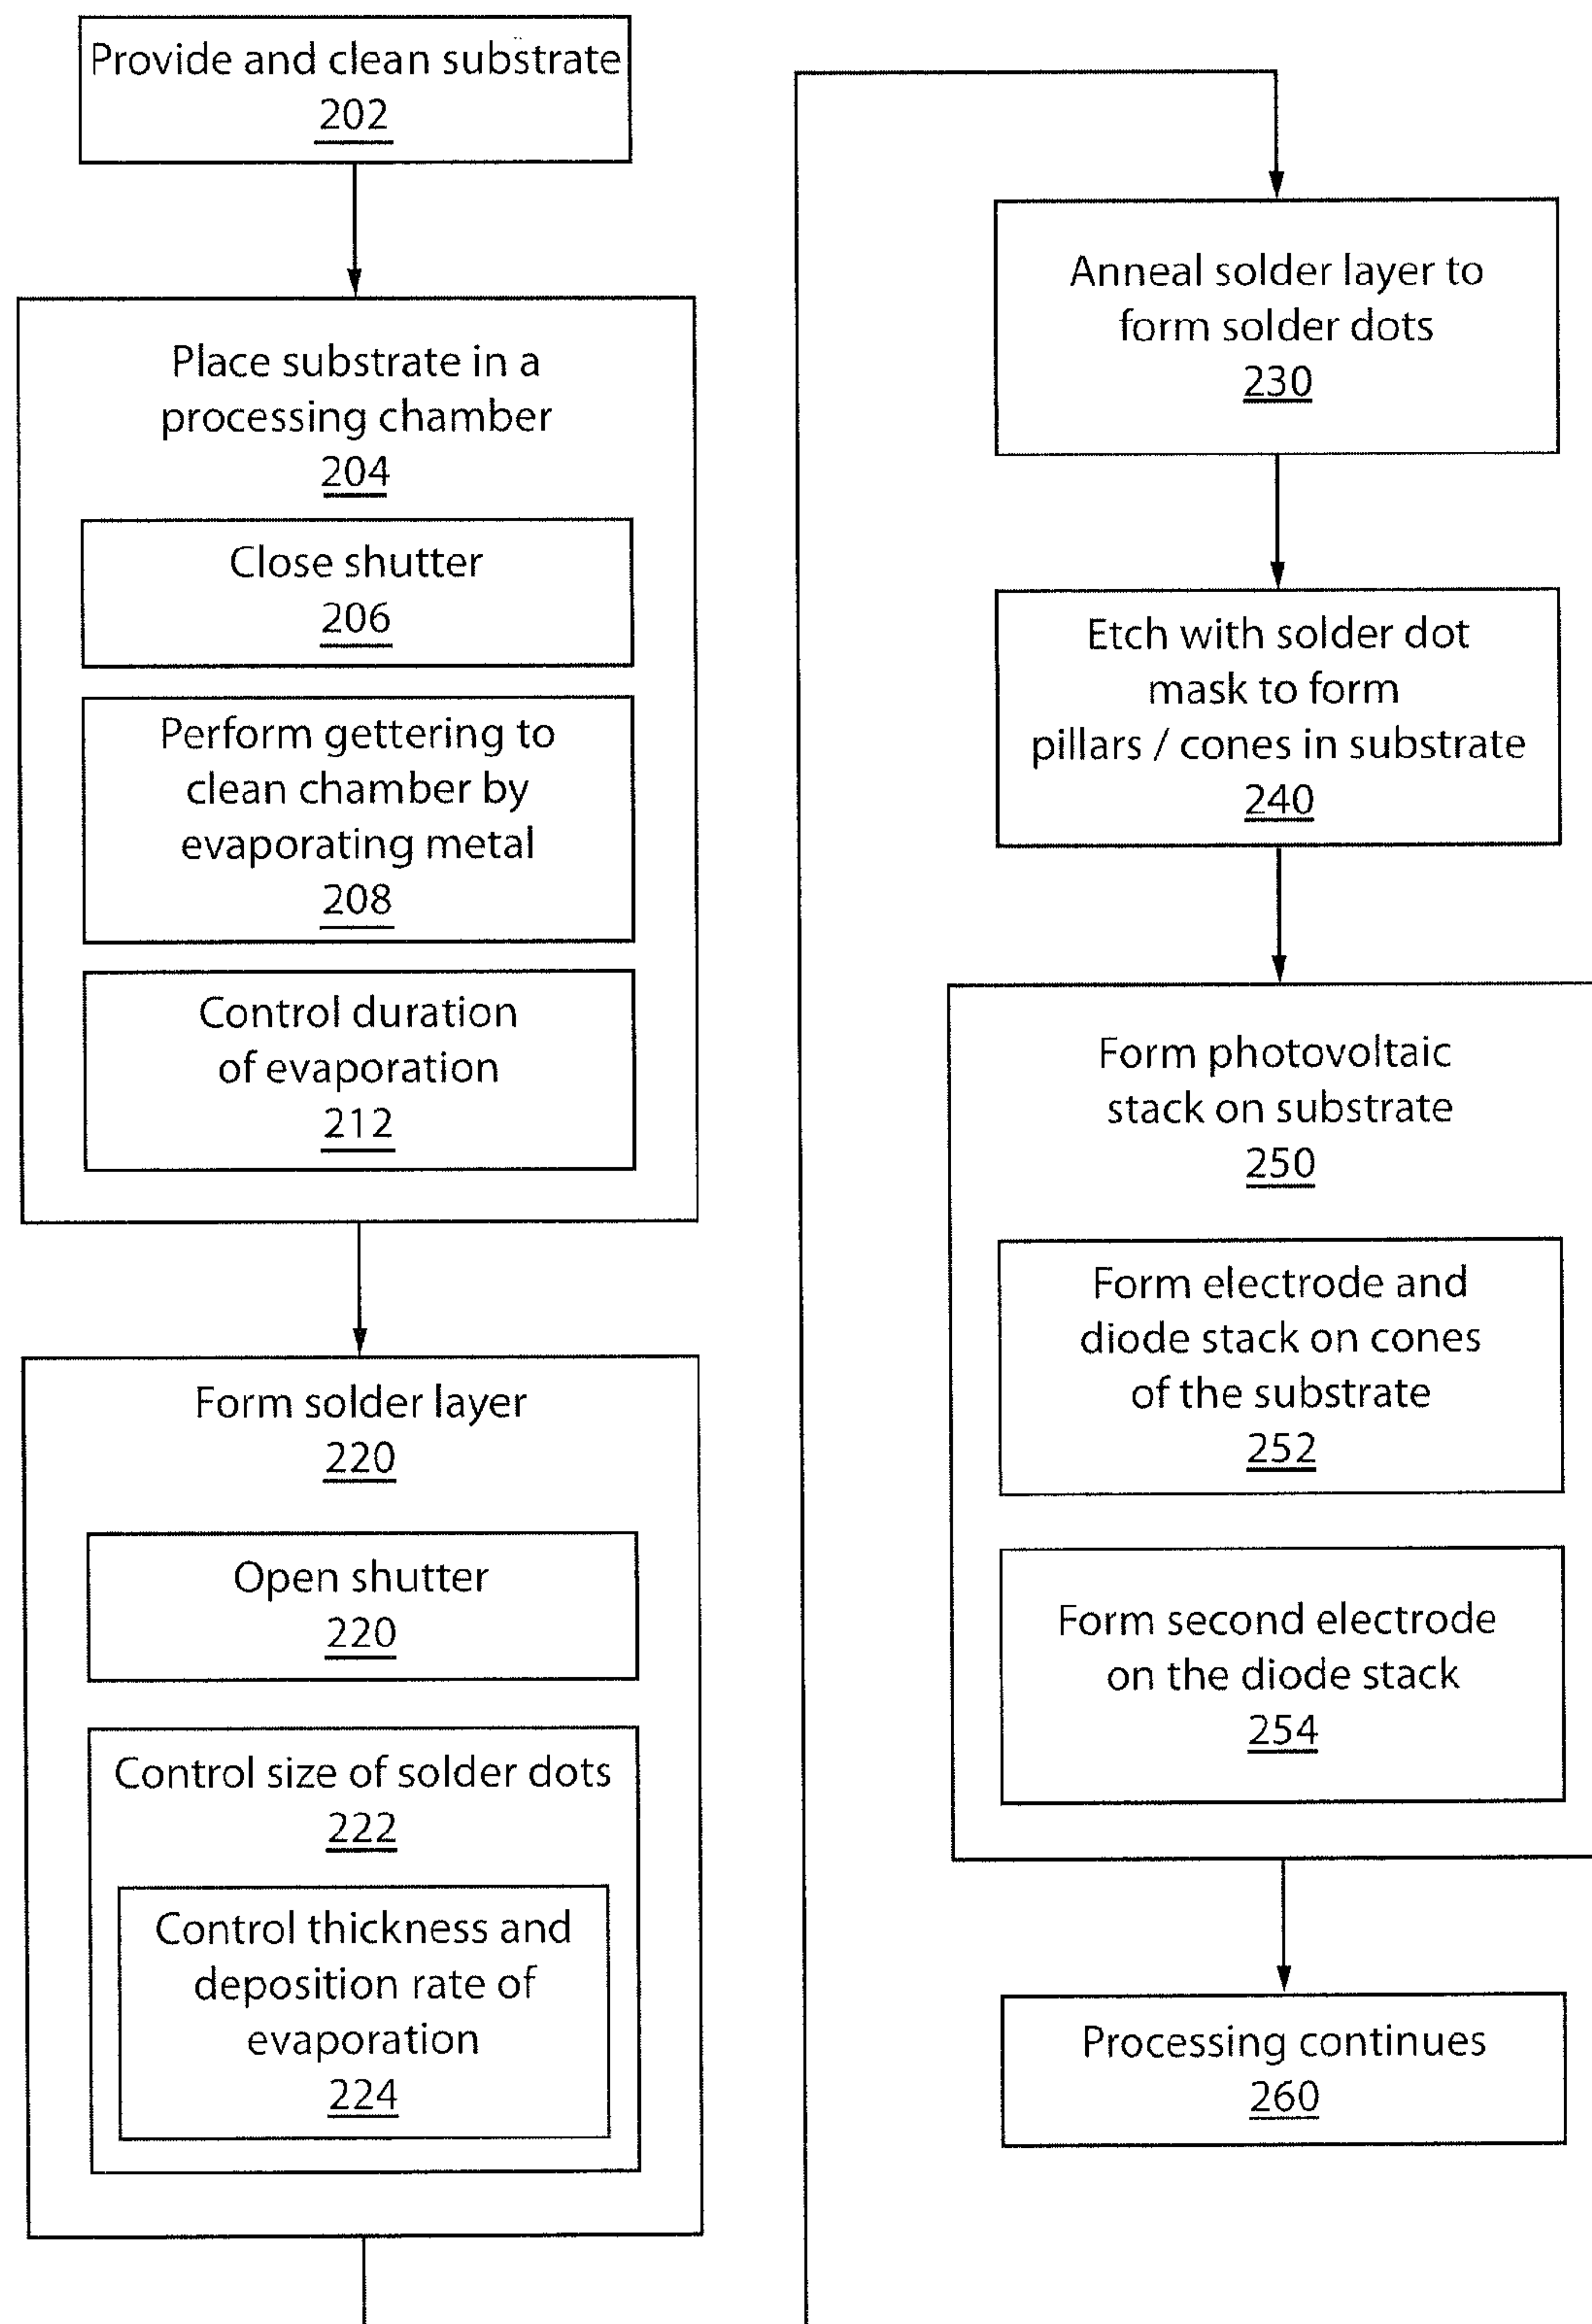 Provide and clean substrate
202
Place substrate in a
processing chamber
204
Close shutter
206
Perform gettering to
clean chamber by
evaporating metal
208
Control duration
of evaporation
212
Form solder layer
220
Open shutter
220
Control size of solder dots
222
Control thickness and
deposition rate of
evaporation
224
Anneal solder layer to
form solder dots
230
Etch with solder dot
mask to form
pillars / cones in substrate
240
Form photovoltaic
stack on substrate
250
Form electrode and
diode stack on cones
of the substrate
252
Form second electrode
on the diode stack
254
Processing continues
260